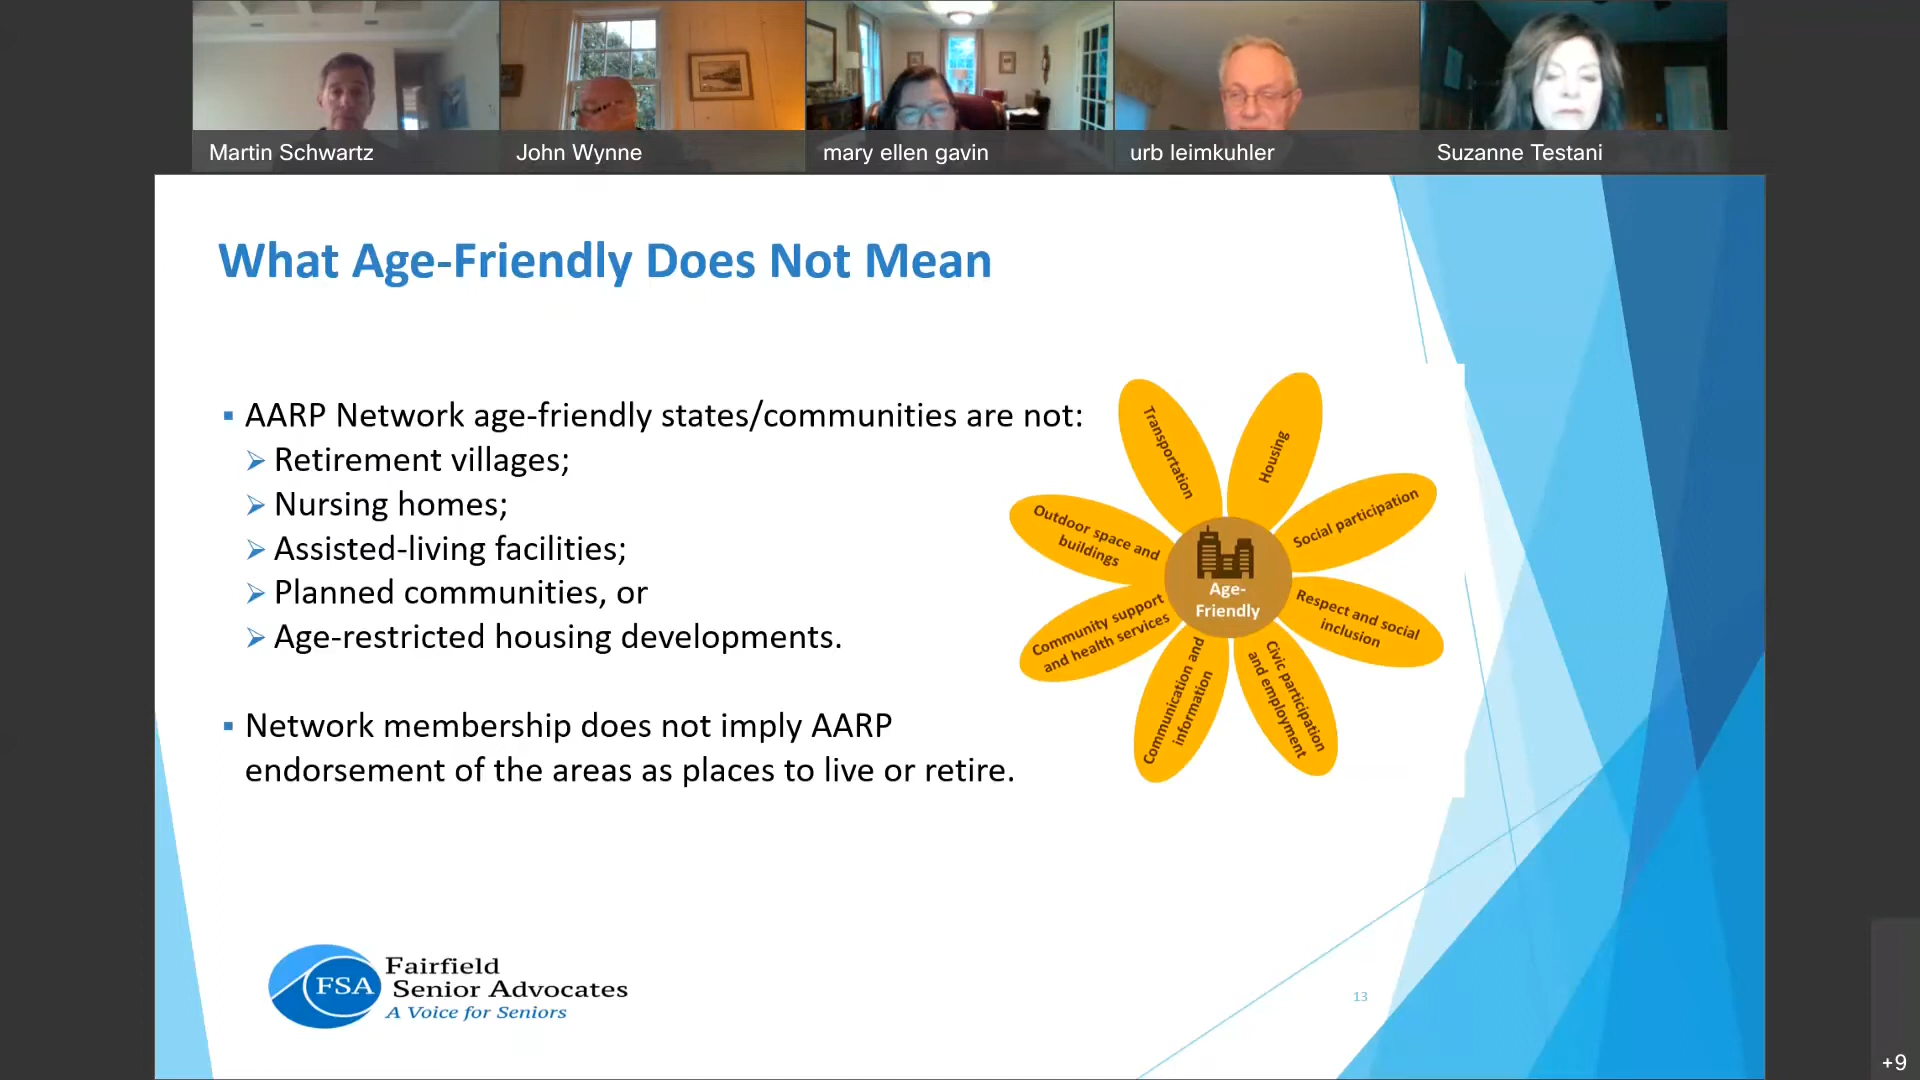 Martin Schwartz
John Wynne
mary ellen gavin
urb leimkuhler
Suzanne Testani
What Age-Friendly Does Not Mean
AARP Network age-friendly states/communities are not:
Retirement villages;
Nursing homes;
Assisted-living facilities;
Planned communities, or
Age-restricted housing developments.
Network membership does not imply AARP
endorsement of the areas as places to live or retire.
Transportation
Housing
Social participation
Respect and social
inclusion
Civic participation
and employment
Communication and
information
Community support
and health services
Outdoor space and
buildings
Age-
Friendly
FSA
Fairfield
Senior Advocates
A Voice for Seniors
13
+9